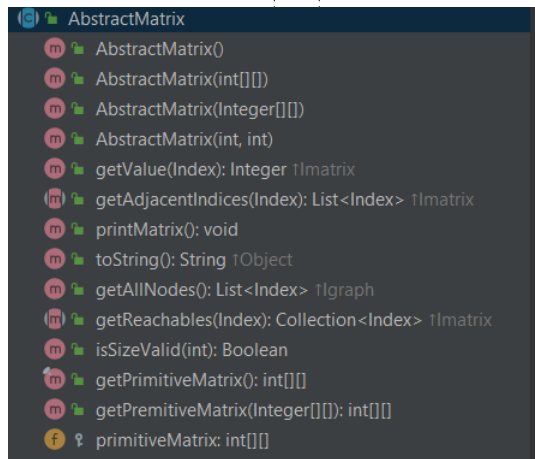 AbstractMatrix
AbstractMatrix()
AbstractMatrix(int[][])
AbstractMatrix(Integer[][])
AbstractMatrix(int, int)
getValue(Index): Integer ↑Imatrix
getAdjacentIndices(Index): List<Index> ↑Imatrix
printMatrix(): void
toString(): String ↑Object
getAllNodes(): List<Index> ↑Igraph
getReachables(Index): Collection<Index> ↑Imatrix
isSizeValid(int): Boolean
getPrimitiveMatrix(): int[][]
getPremitiveMatrix(Integer[][]): int[][]
primitiveMatrix: int[][]